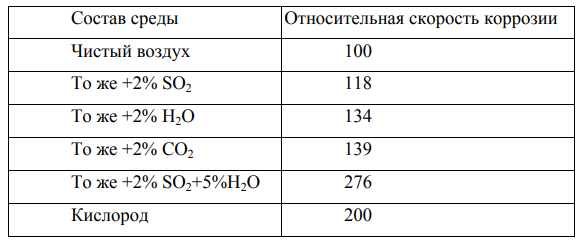 Состав среды Относительная скорость коррозии
Чистый воздух 100
То же +2% SO₂ 118
То же +2% H₂O 134
То же +2% CO₂ 139
То же +2% SO₂+5%H₂O 276
Кислород 200